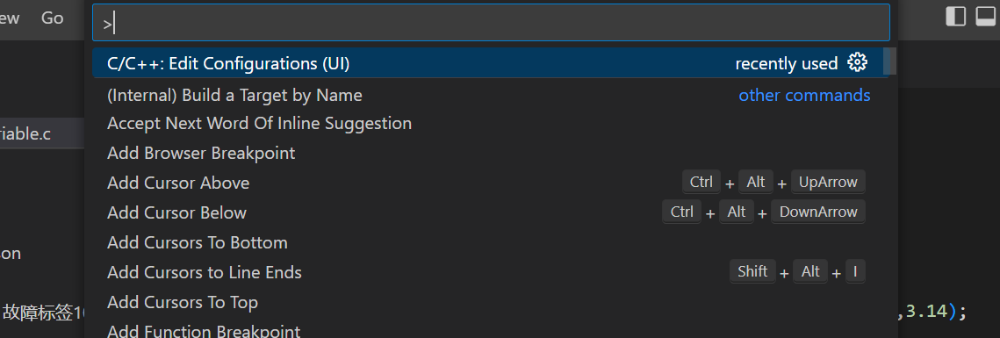 ew Go
>
C/C++: Edit Configurations (UI) recently used
(Internal) Build a Target by Name other commands
Accept Next Word Of Inline Suggestion
iable.c
Add Browser Breakpoint
Add Cursor Above Ctrl + Alt + UpArrow
Add Cursor Below Ctrl + Alt + DownArrow
Add Cursors To Bottom
on
Add Cursors to Line Ends Shift + Alt + I
Add Cursors To Top
故障标签10 ,3.14);
Add Function Breakpoint